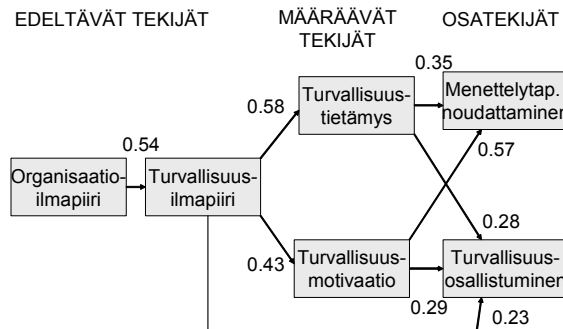 EDELTÄVÄT TEKIJÄT
MÄÄRÄÄVÄT
TEKIJÄT
OSATEKIJÄT
0.35
Turvallisuus-
tietämys
Menettelytap.
noudattaminen
0.58
0.57
0.54
Organisaatio-
ilmapiiri
Turvallisuus-
ilmapiiri
0.28
0.43
Turvallisuus-
motivaatio
Turvallisuus-
osallistuminen
0.29
0.23